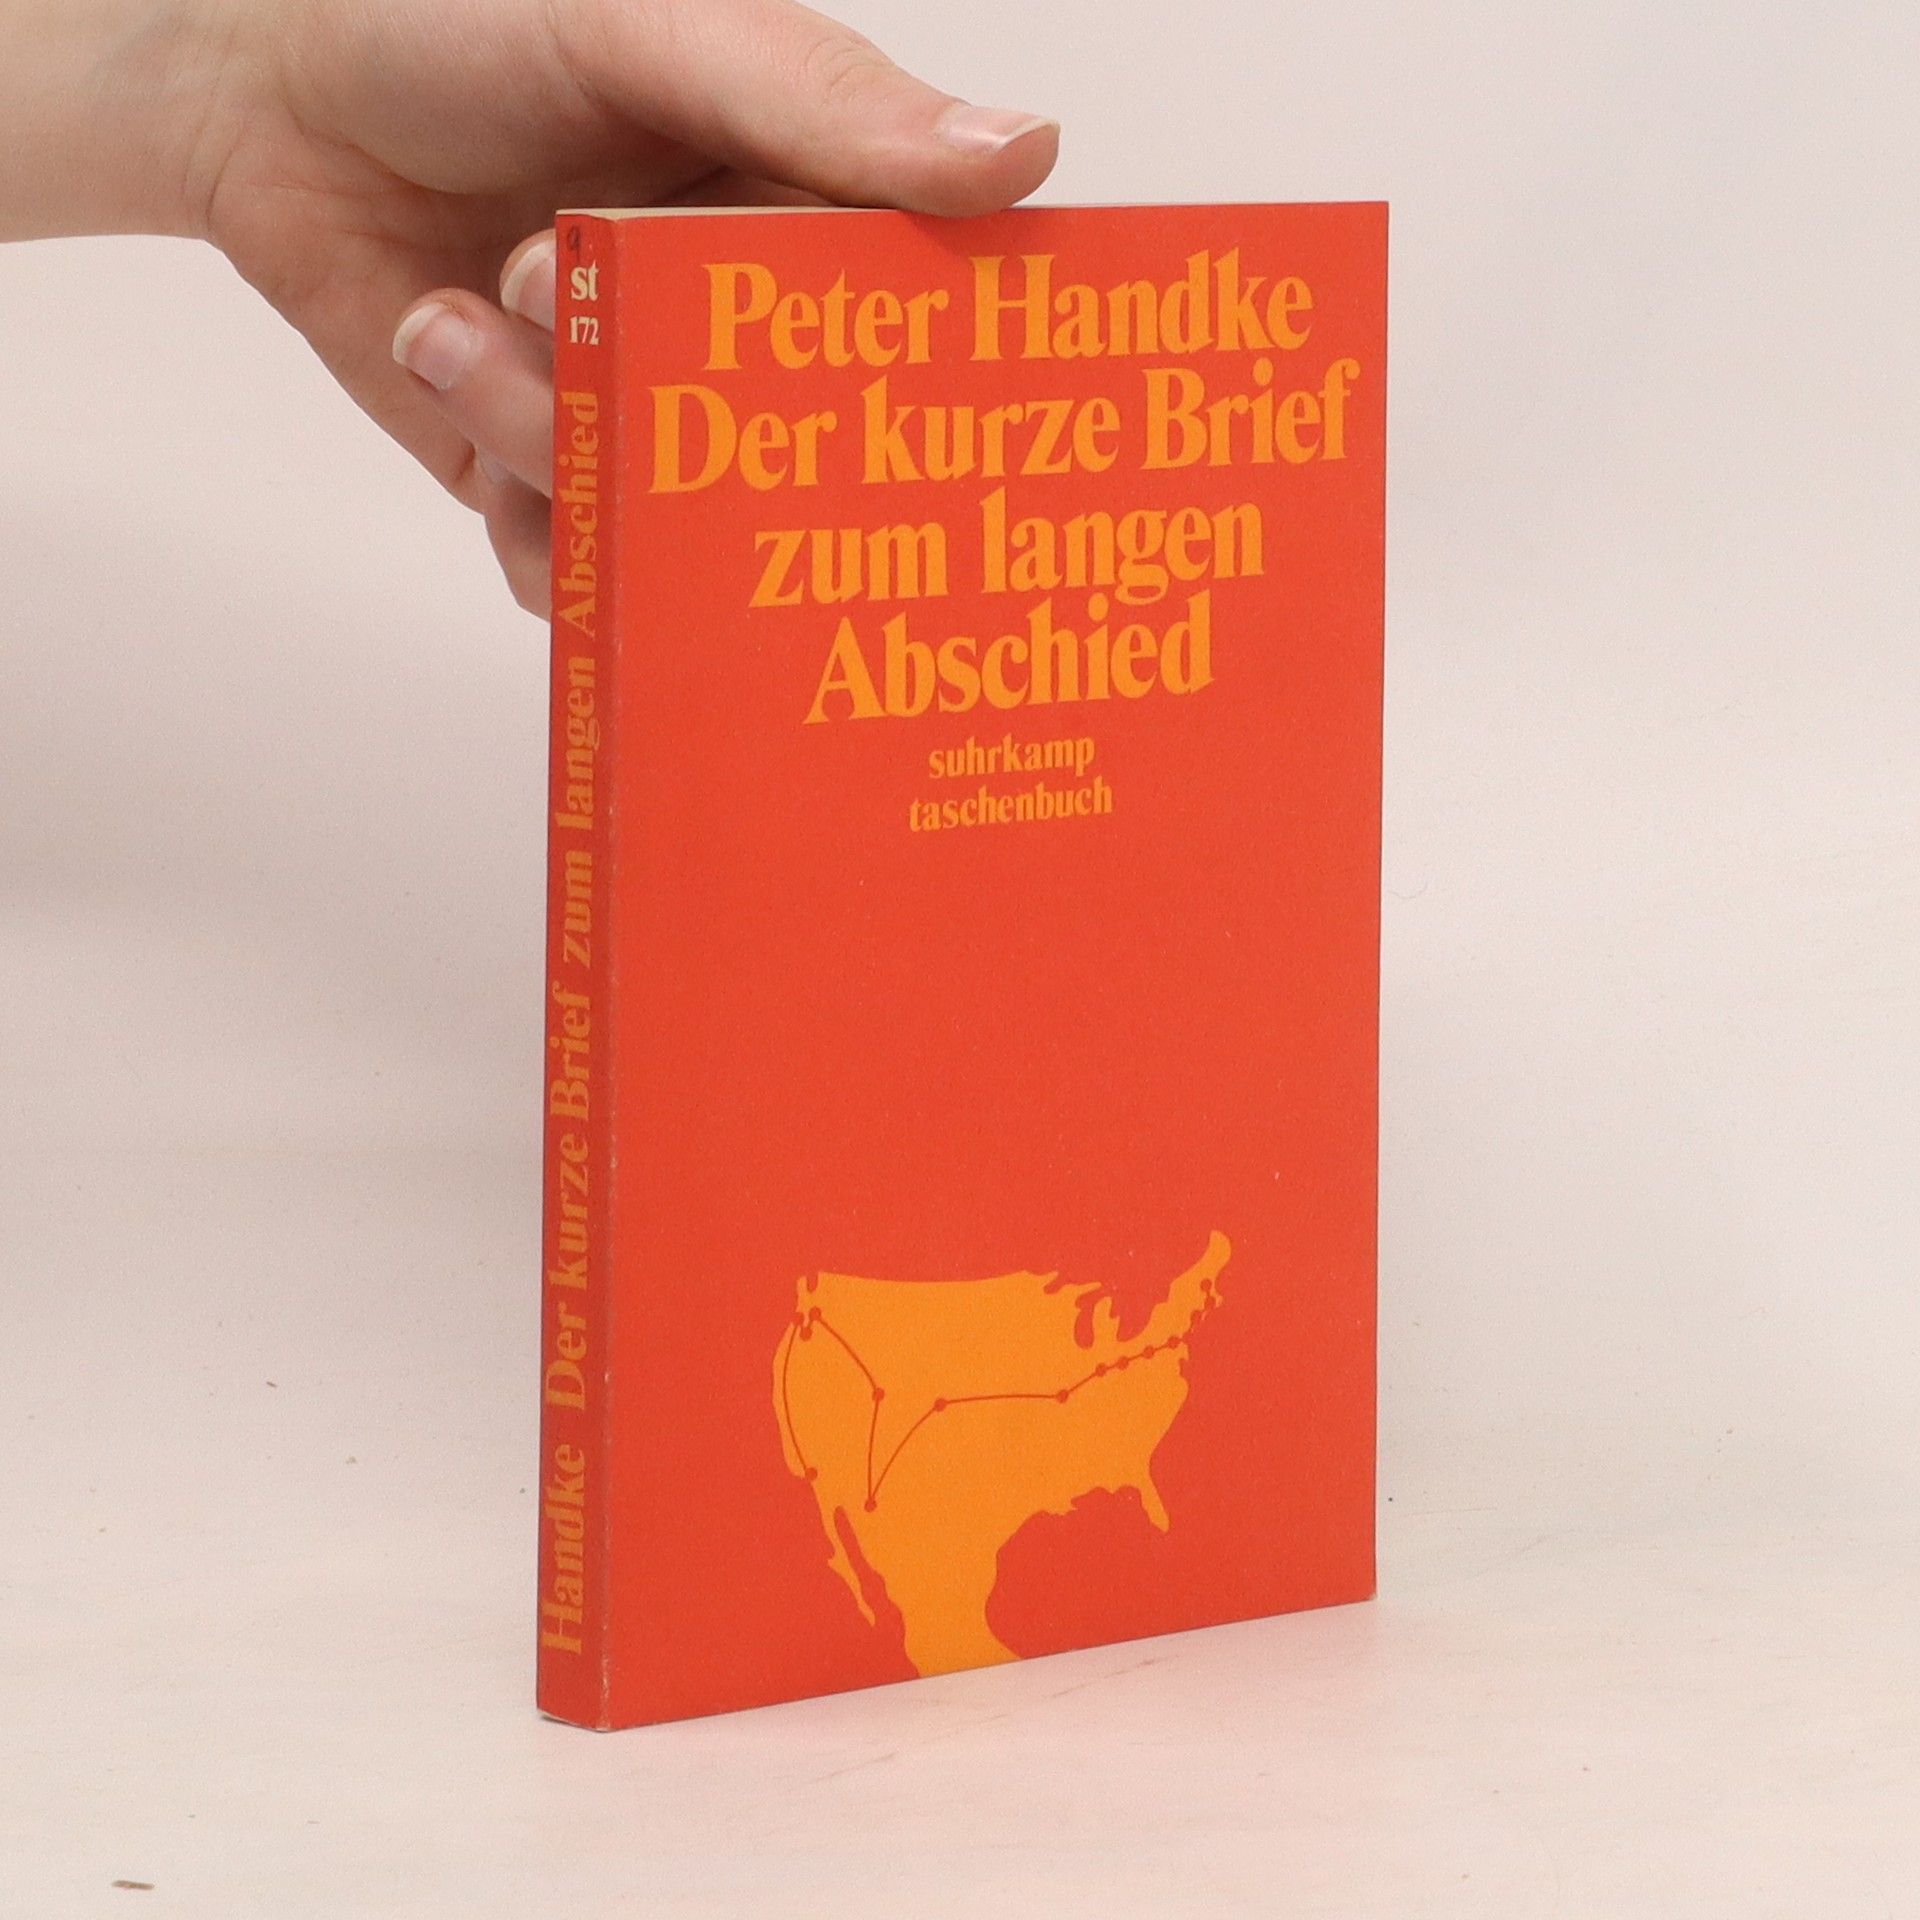 Peter Handke
Der kurze Brief
zum langen
Abschied
suhrkamp
taschenbuch
st
172
Handke Der kurze Brief zum langen Abschied